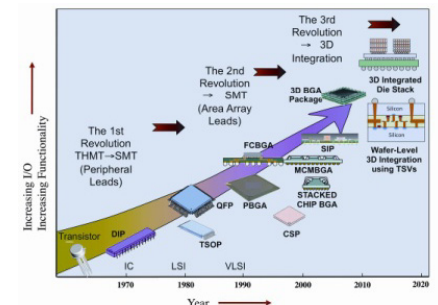 The 3rd
Revolution
→ 3D
Integration
3D Integrated
Die Stack
The 2nd
Revolution
→ SMT
(Area Array
Leads)
3D BGA
Package
Silicon
Silicon
Wafer-Level
3D Integration
using TSVs
The 1st
Revolution
THMT→SMT
(Peripheral
Leads)
FCBGA
SIP
MCMBGA
STACKED
CHIP BGA
QFP
PBGA
CSP
TSOP
DIP
Transistor
IC
LSI
VLSI
1970
1980
1990
2000
2010
2020
Year
Increasing I/O
Increasing Functionality